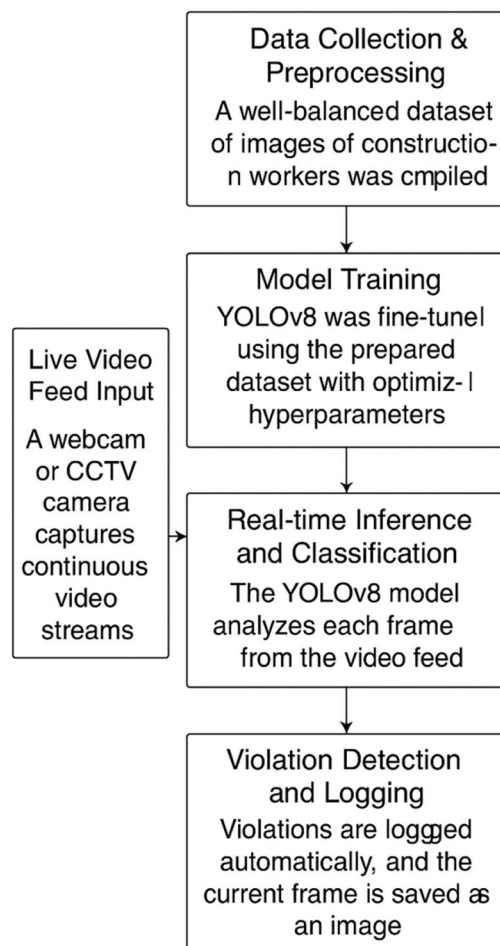 Data Collection &
Preprocessing
A well-balanced dataset
of images of constructio-
n workers was cmpiled
Model Training
YOLOv8 was fine-tunel
using the prepared
dataset with optimiz-l
hyperparameters
Live Video
Feed Input
A webcam
or CCTV
camera
captures
continuous
video
streams
Real-time Inference
and Classification
The YOLOv8 model
analyzes each frame
from the video feed
Violation Detection
and Logging
Violations are logged
automatically, and the
current frame is saved as
an image